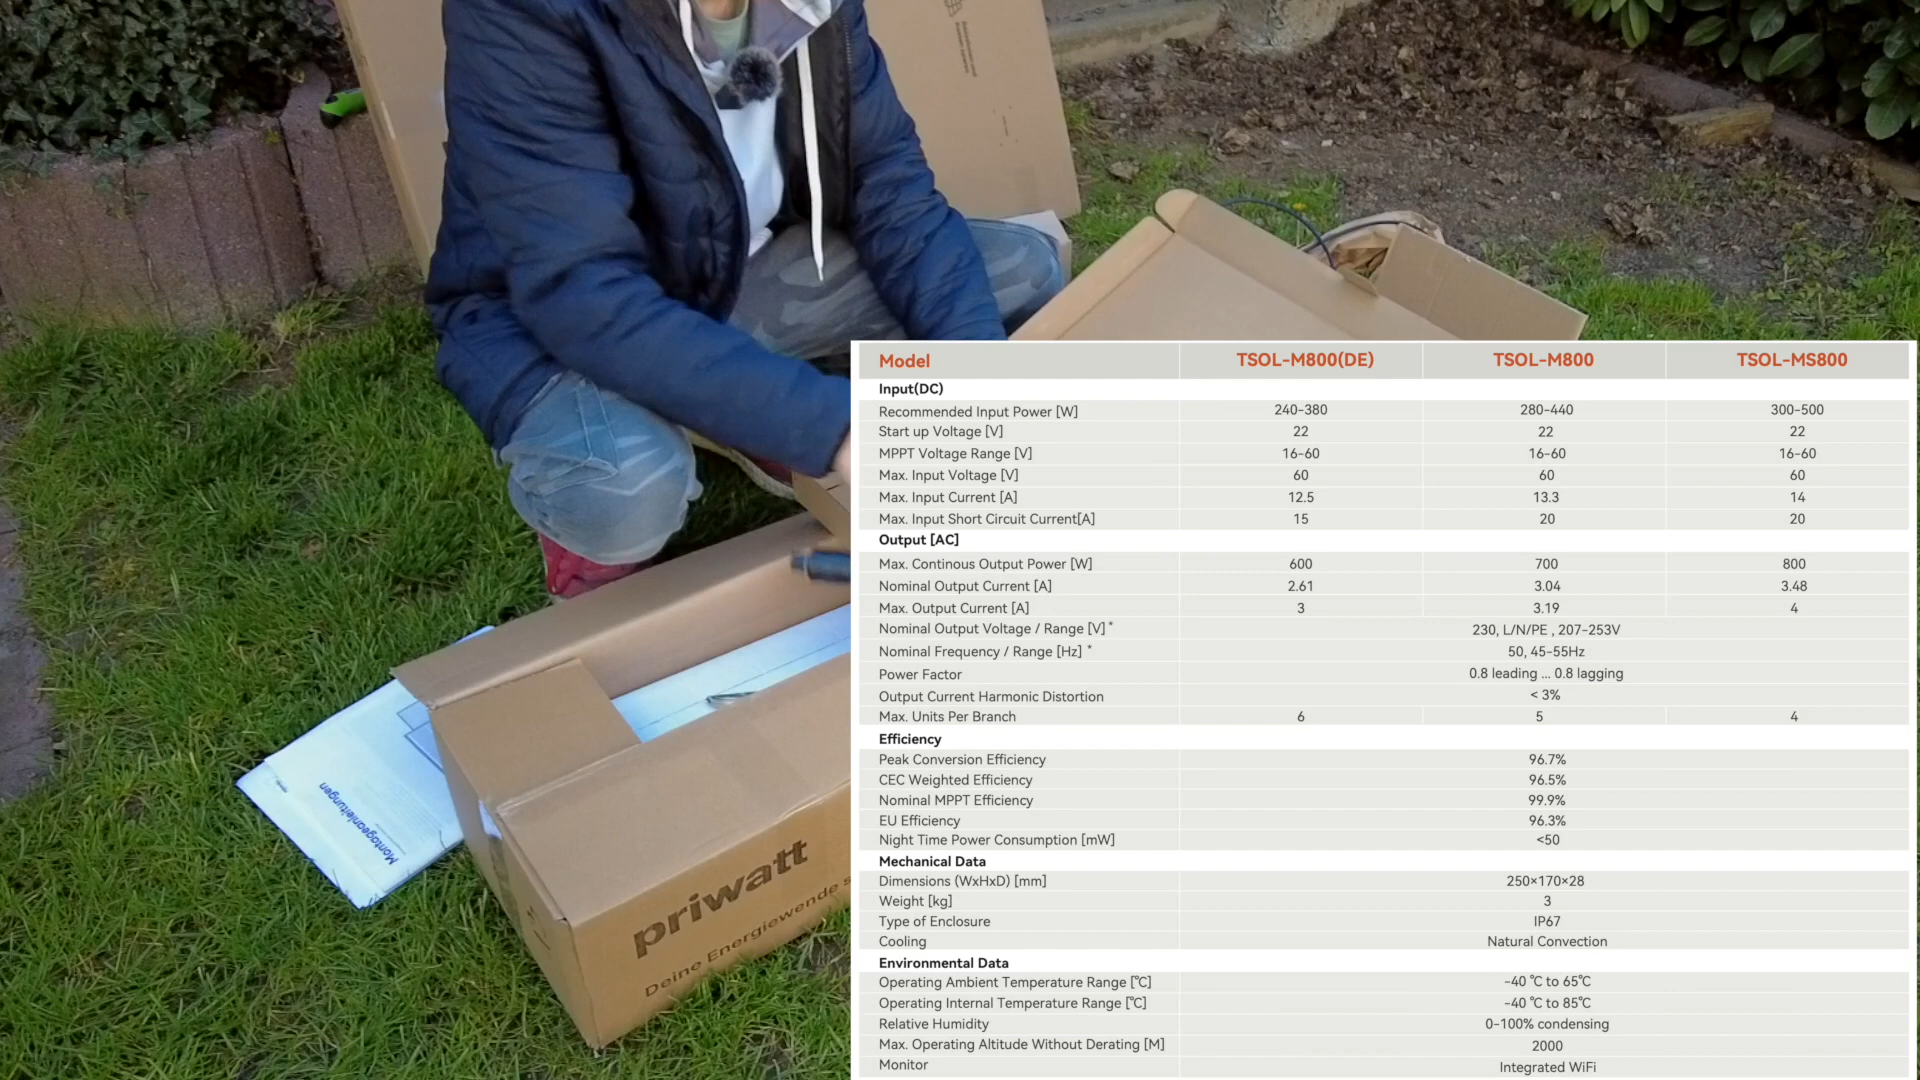 Montageanleitungen
priwatt
Deine Energiewende
Model TSOL-M800(DE) TSOL-M800 TSOL-MS800
Input(DC)
Recommended Input Power [W] 240-380 280-440 300-500
Start up Voltage [V] 22 22 22
MPPT Voltage Range [V] 16-60 16-60 16-60
Max. Input Voltage [V] 60 60 60
Max. Input Current [A] 12.5 13.3 14
Max. Input Short Circuit Current[A] 15 20 20
Output [AC]
Max. Continous Output Power [W] 600 700 800
Nominal Output Current [A] 2.61 3.04 3.48
Max. Output Current [A] 3 3.19 4
Nominal Output Voltage / Range [V] * 230, L/N/PE , 207-253V
Nominal Frequency / Range [Hz] * 50, 45-55Hz
Power Factor 0.8 leading ... 0.8 lagging
Output Current Harmonic Distortion < 3%
Max. Units Per Branch 6 5 4
Efficiency
Peak Conversion Efficiency 96.7%
CEC Weighted Efficiency 96.5%
Nominal MPPT Efficiency 99.9%
EU Efficiency 96.3%
Night Time Power Consumption [mW] <50
Mechanical Data
Dimensions (WxHxD) [mm] 250×170×28
Weight [kg] 3
Type of Enclosure IP67
Cooling Natural Convection
Environmental Data
Operating Ambient Temperature Range [℃] -40 ℃ to 65℃
Operating Internal Temperature Range [℃] -40 ℃ to 85℃
Relative Humidity 0-100% condensing
Max. Operating Altitude Without Derating [M] 2000
Monitor Integrated WiFi